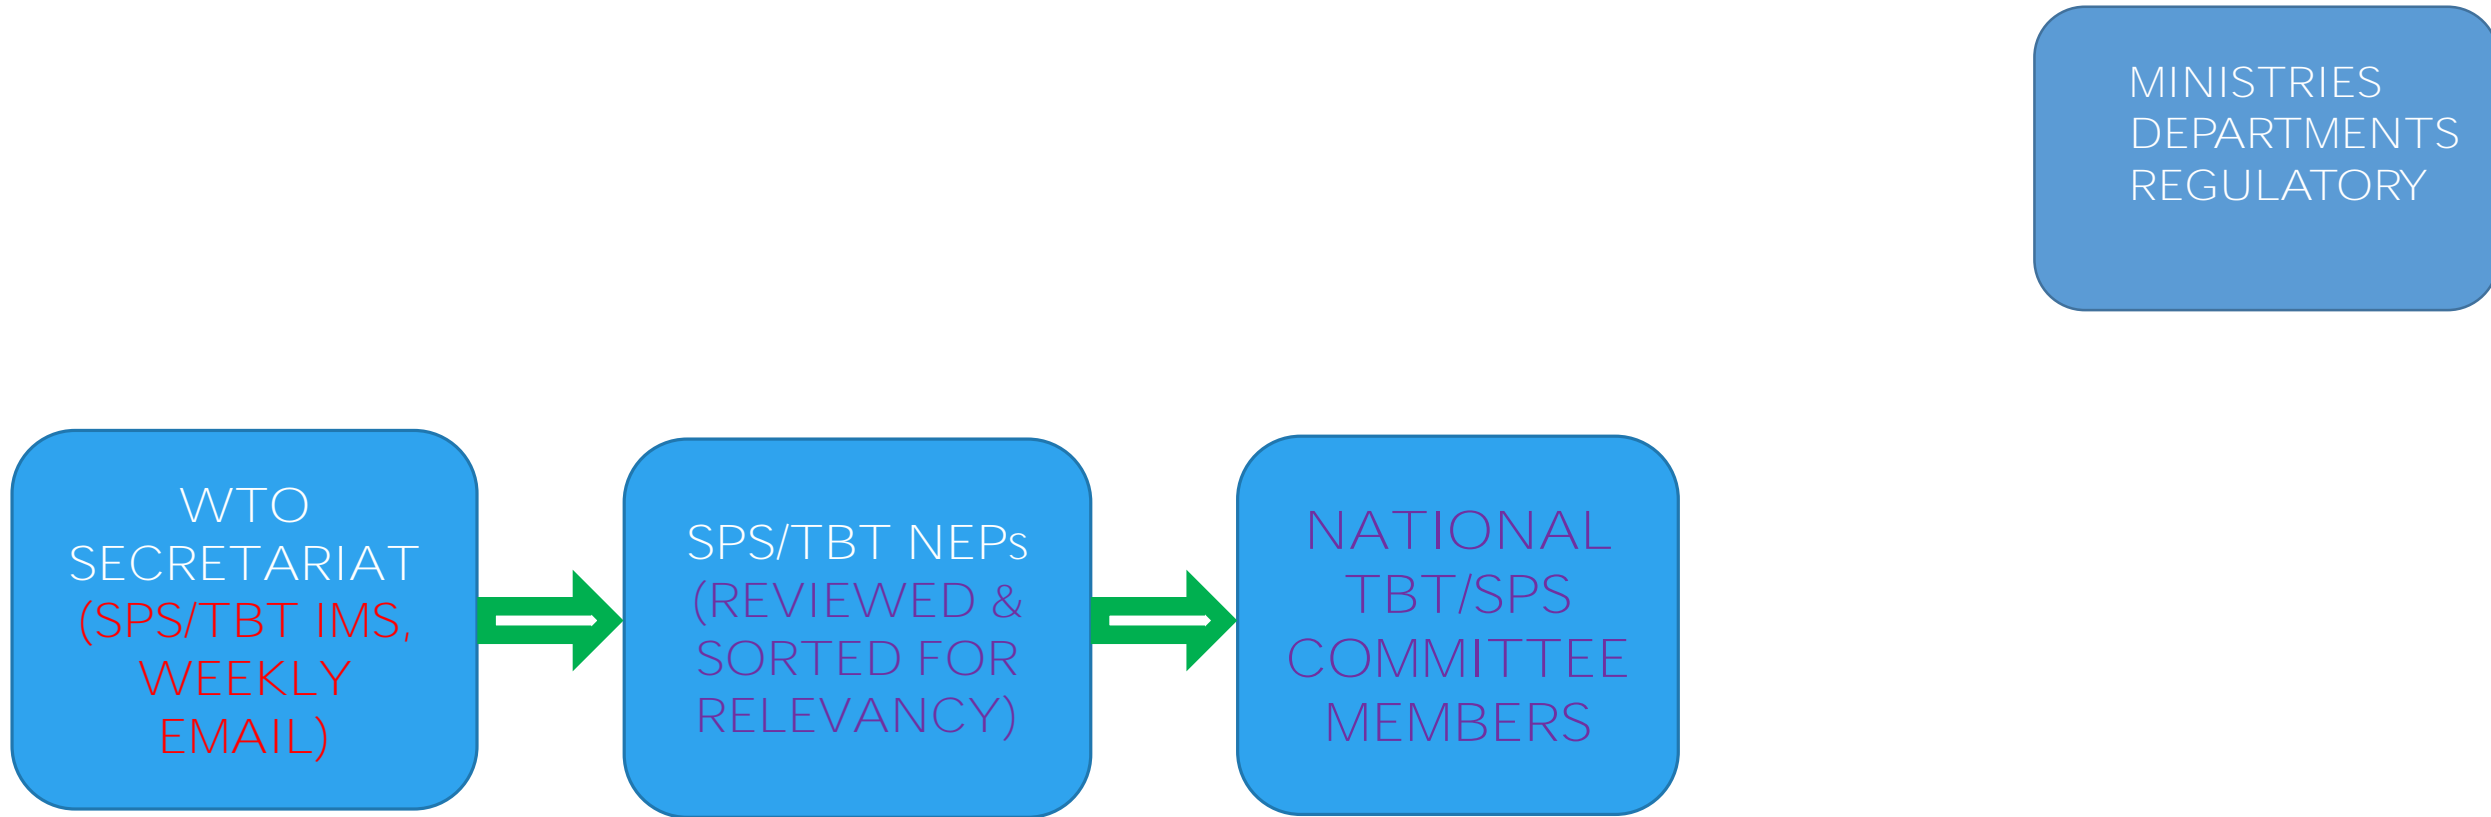 MINISTRIES
DEPARTMENTS
REGULATORY
WTO
SECRETARIAT
(SPS/TBT IMS,
WEEKLY
EMAIL)
SPS/TBT NEPs
(REVIEWED &
SORTED FOR
RELEVANCY)
NATIONAL
TBT/SPS
COMMITTEE
MEMBERS